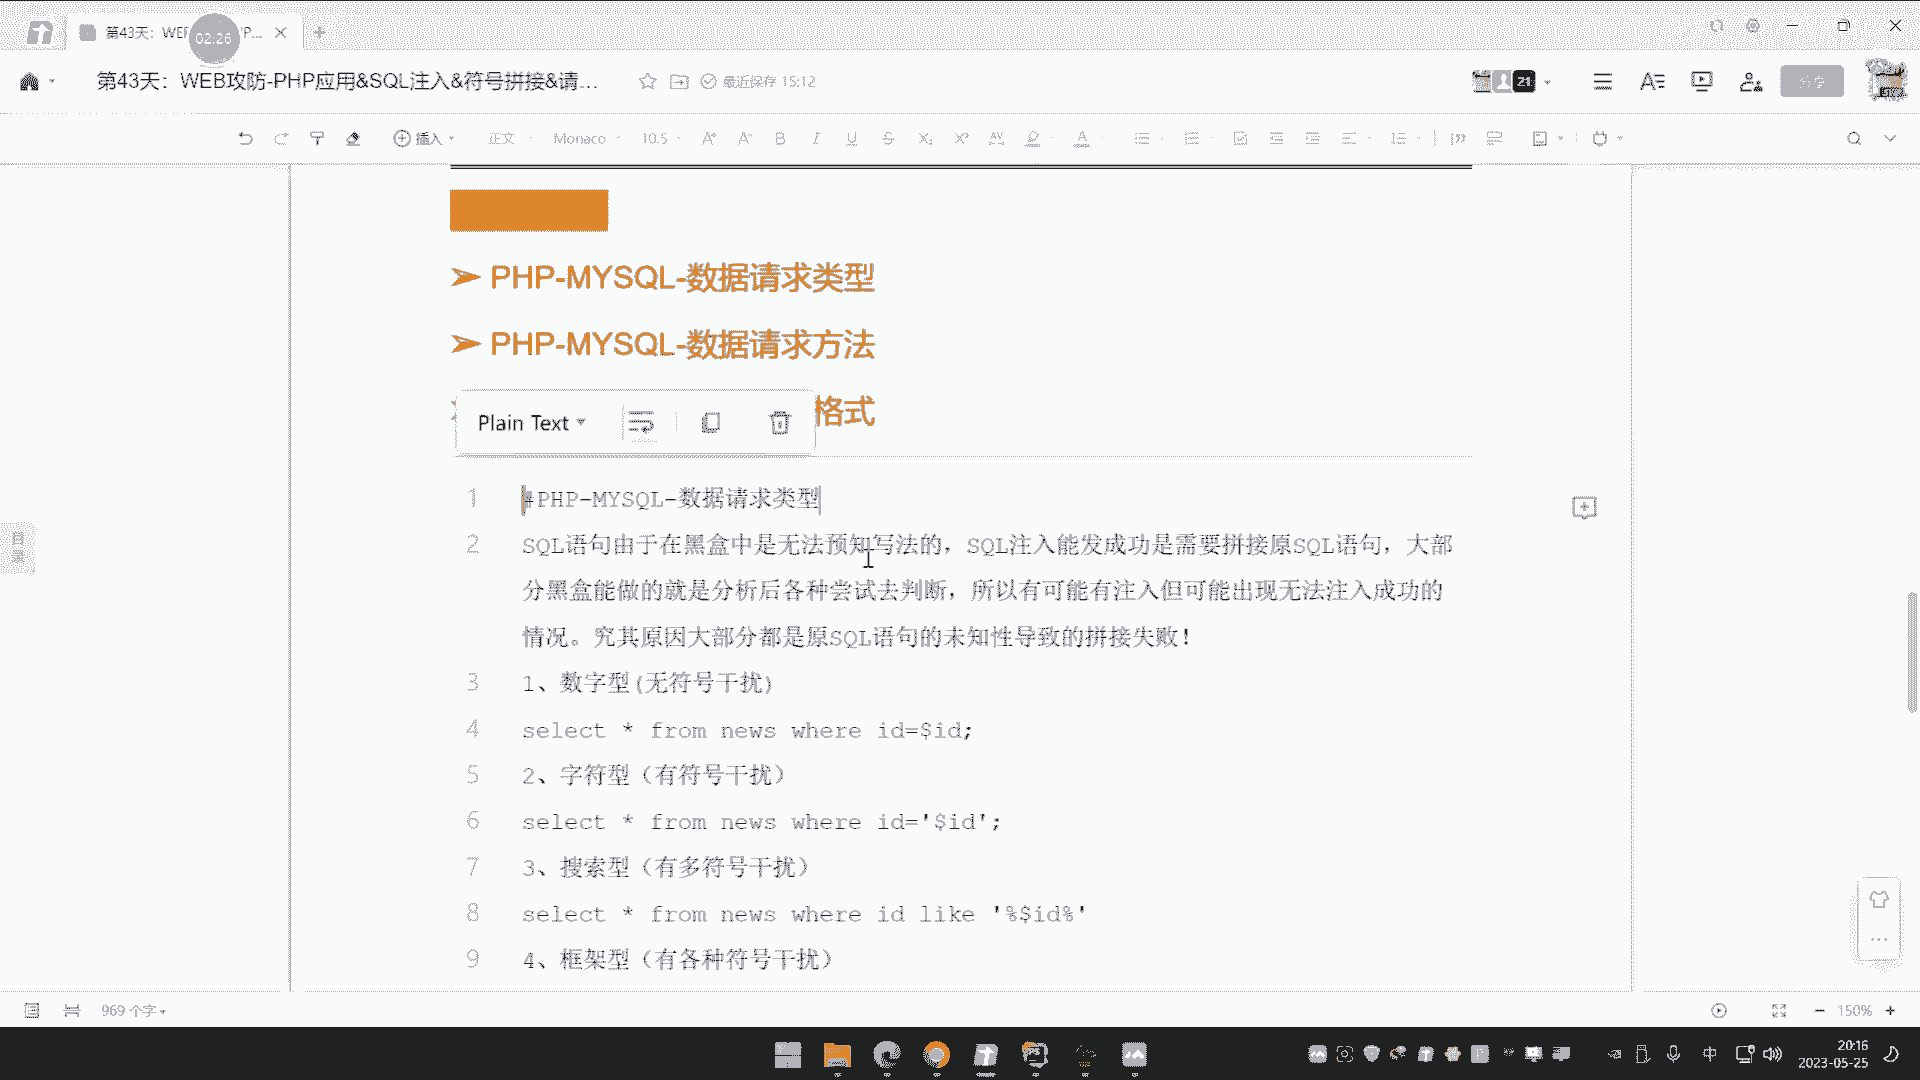 第43天：WEB
P...
02:26
第43天：WEB攻防-PHP应用&SQL注入&符号拼接&请...
最近保存 15:12
21
分享
插入
正文
Monaco
10.5
➢ PHP-MYSQL-数据请求类型
➢ PHP-MYSQL-数据请求方法
格式
Plain Text
1 #PHP-MYSQL-数据请求类型
2 SQL语句由于在黑盒中是无法预知写法的，SQL注入能发成功是需要拼接原SQL语句，大部
分黑盒能做的就是分析后各种尝试去判断，所以有可能有注入但可能出现无法注入成功的
情况。究其原因大部分都是原SQL语句的未知性导致的拼接失败！
3 1、数字型(无符号干扰)
4 select * from news where id=$id;
5 2、字符型（有符号干扰）
6 select * from news where id='$id';
7 3、搜索型（有多符号干扰）
8 select * from news where id like '%$id%'
9 4、框架型（有各种符号干扰）
目录
969 个字
150%
中
20:16
2023-05-25